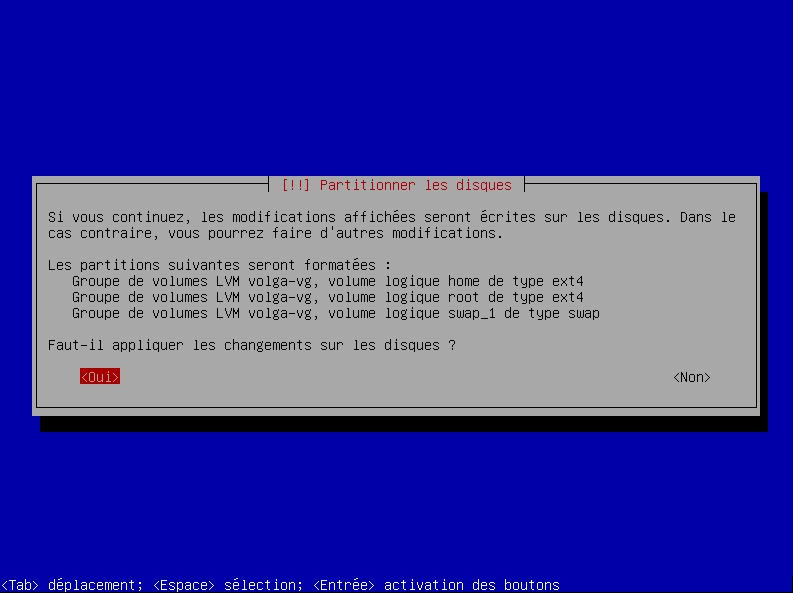 [!!] Partitionner les disques
Si vous continuez, les modifications affichées seront écrites sur les disques. Dans le
cas contraire, vous pourrez faire d'autres modifications.
Les partitions suivantes seront formatées :
Groupe de volumes LVM volga-vg, volume logique home de type ext4
Groupe de volumes LVM volga-vg, volume logique root de type ext4
Groupe de volumes LVM volga-vg, volume logique swap_1 de type swap
Faut-il appliquer les changements sur les disques ?
<Oui> <Non>
<Tab> déplacement; <Espace> sélection; <Entrée> activation des boutons